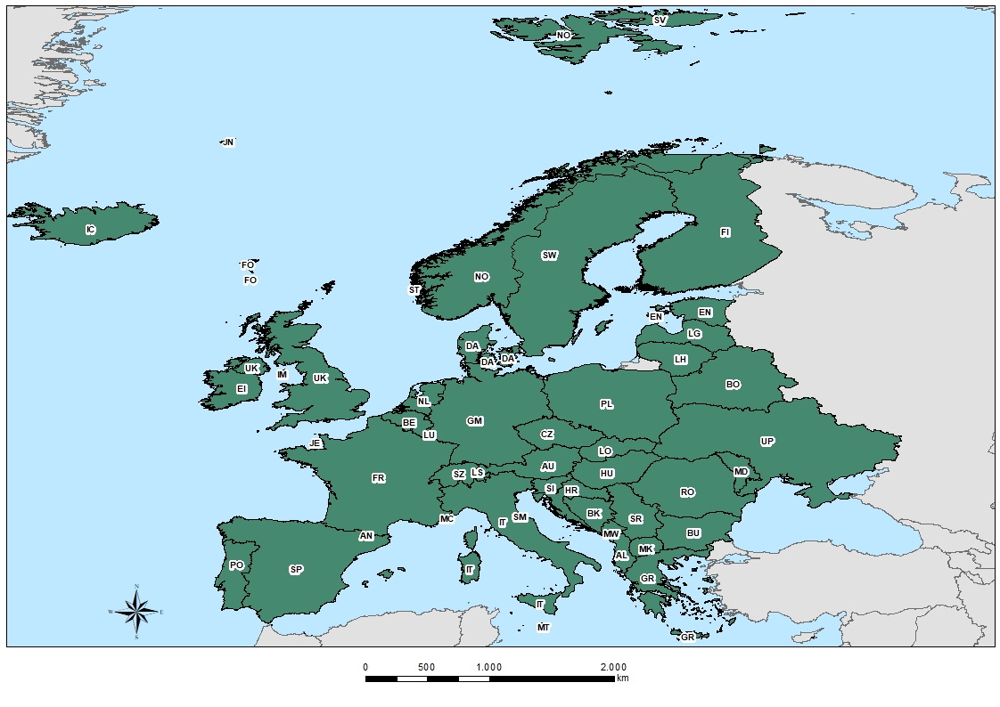 SV
NO
JN
IC
FI
SW
FO
NO
FO
ST
EN
EN
LG
DA
LH
DA
DA
UK
IM
UK
BO
EI
NL
PL
GM
BE
CZ
LU
UP
JE
LO
AU
MD
SZ
LS
HU
FR
SI
HR
RO
BK
SR
MC
IT
SM
AN
MW
BU
MK
AL
PO
SP
IT
GR
N
W
E
S
IT
MT
GR
0 500 1.000 2.000
km